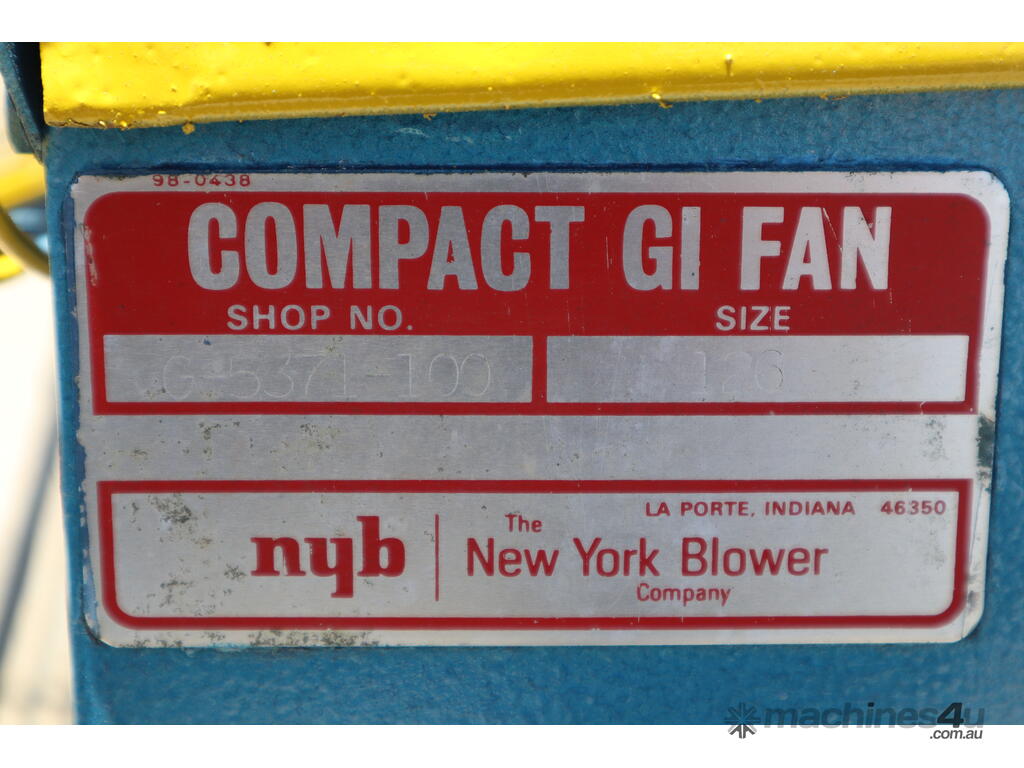 98-0438
COMPACT GI FAN
SHOP NO. SIZE
5371-100 126
LA PORTE, INDIANA 46350
nyb The
New York Blower
Company
machines4u
.com.au